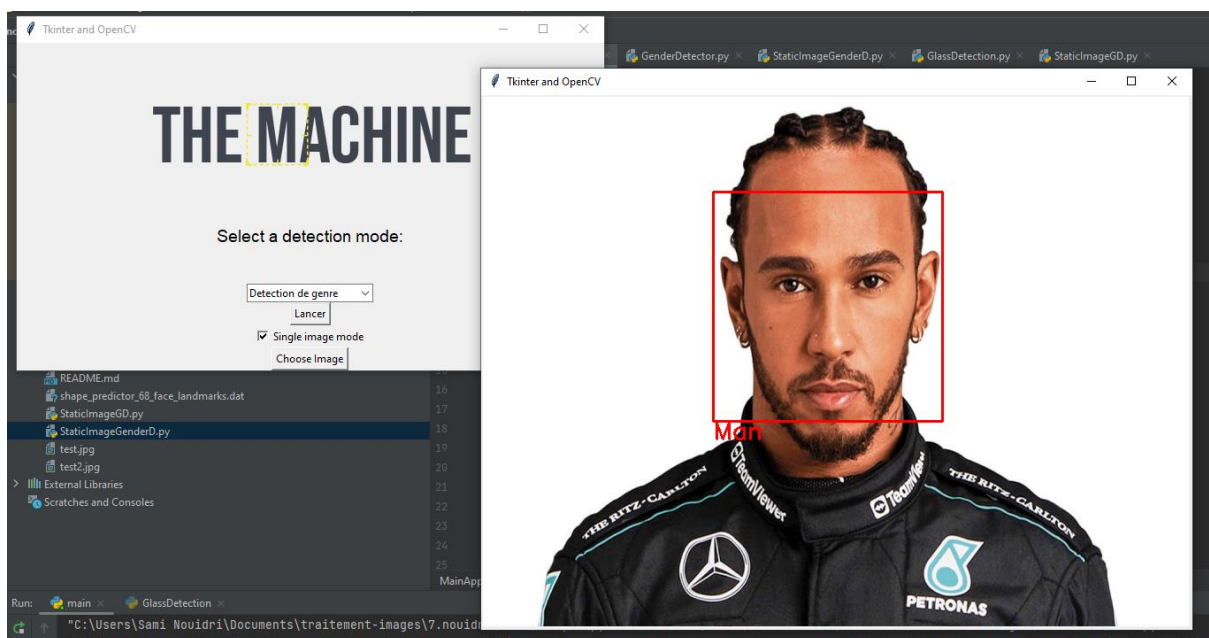 Tkinter and OpenCV
THE MACHINE
Select a detection mode:
Detection de genre
Lancer
Single image mode
Choose Image
GenderDetector.py
StaticImageGenderD.py
GlassDetection.py
StaticImageGD.py
Tkinter and OpenCV
Man
TeamViewer
TeamViewer
THE RITZ-CARLTON
THE RITZ-CARLTON
PETRONAS
README.md
shape_predictor_68_face_landmarks.dat
StaticImageGD.py
StaticImageGenderD.py
test.jpg
test2.jpg
External Libraries
Scratches and Consoles
16
17
18
19
20
21
22
23
24
25
MainApp
Run:
main
GlassDetection
"C:\Users\Sami Nouidri\Documents\traitement-images\7.nouidr